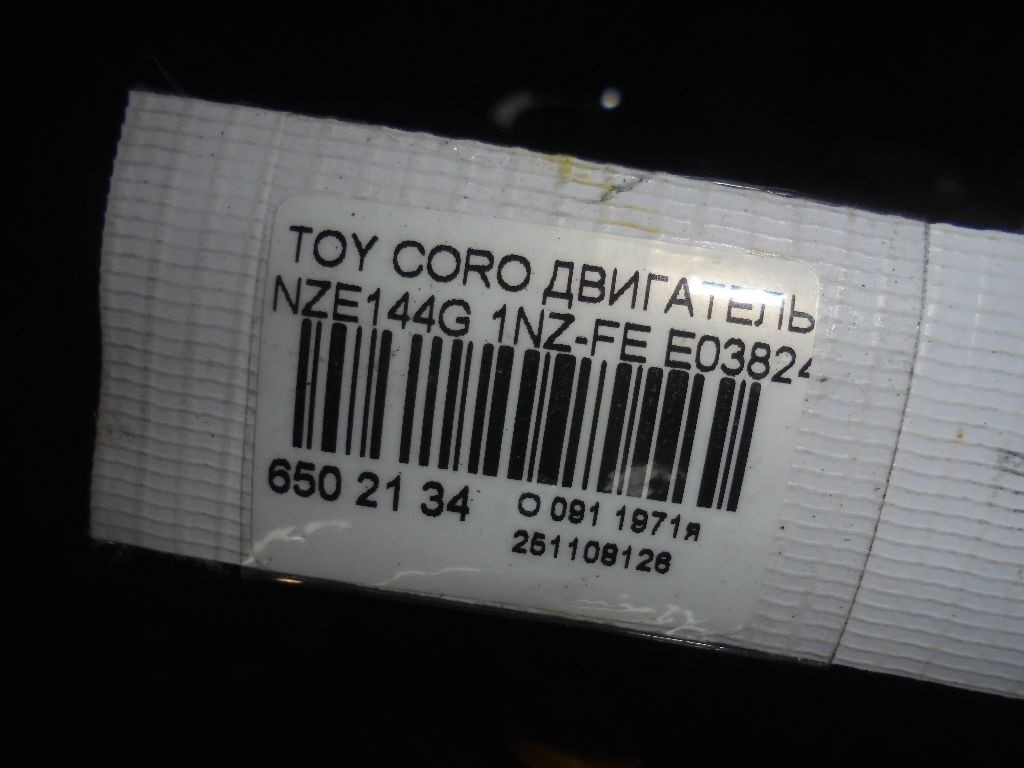 TOY CORO ДВИГАТЕЛЬ
NZE144G 1NZ-FE E03824
650 21 34
O 091 1971я
251108126